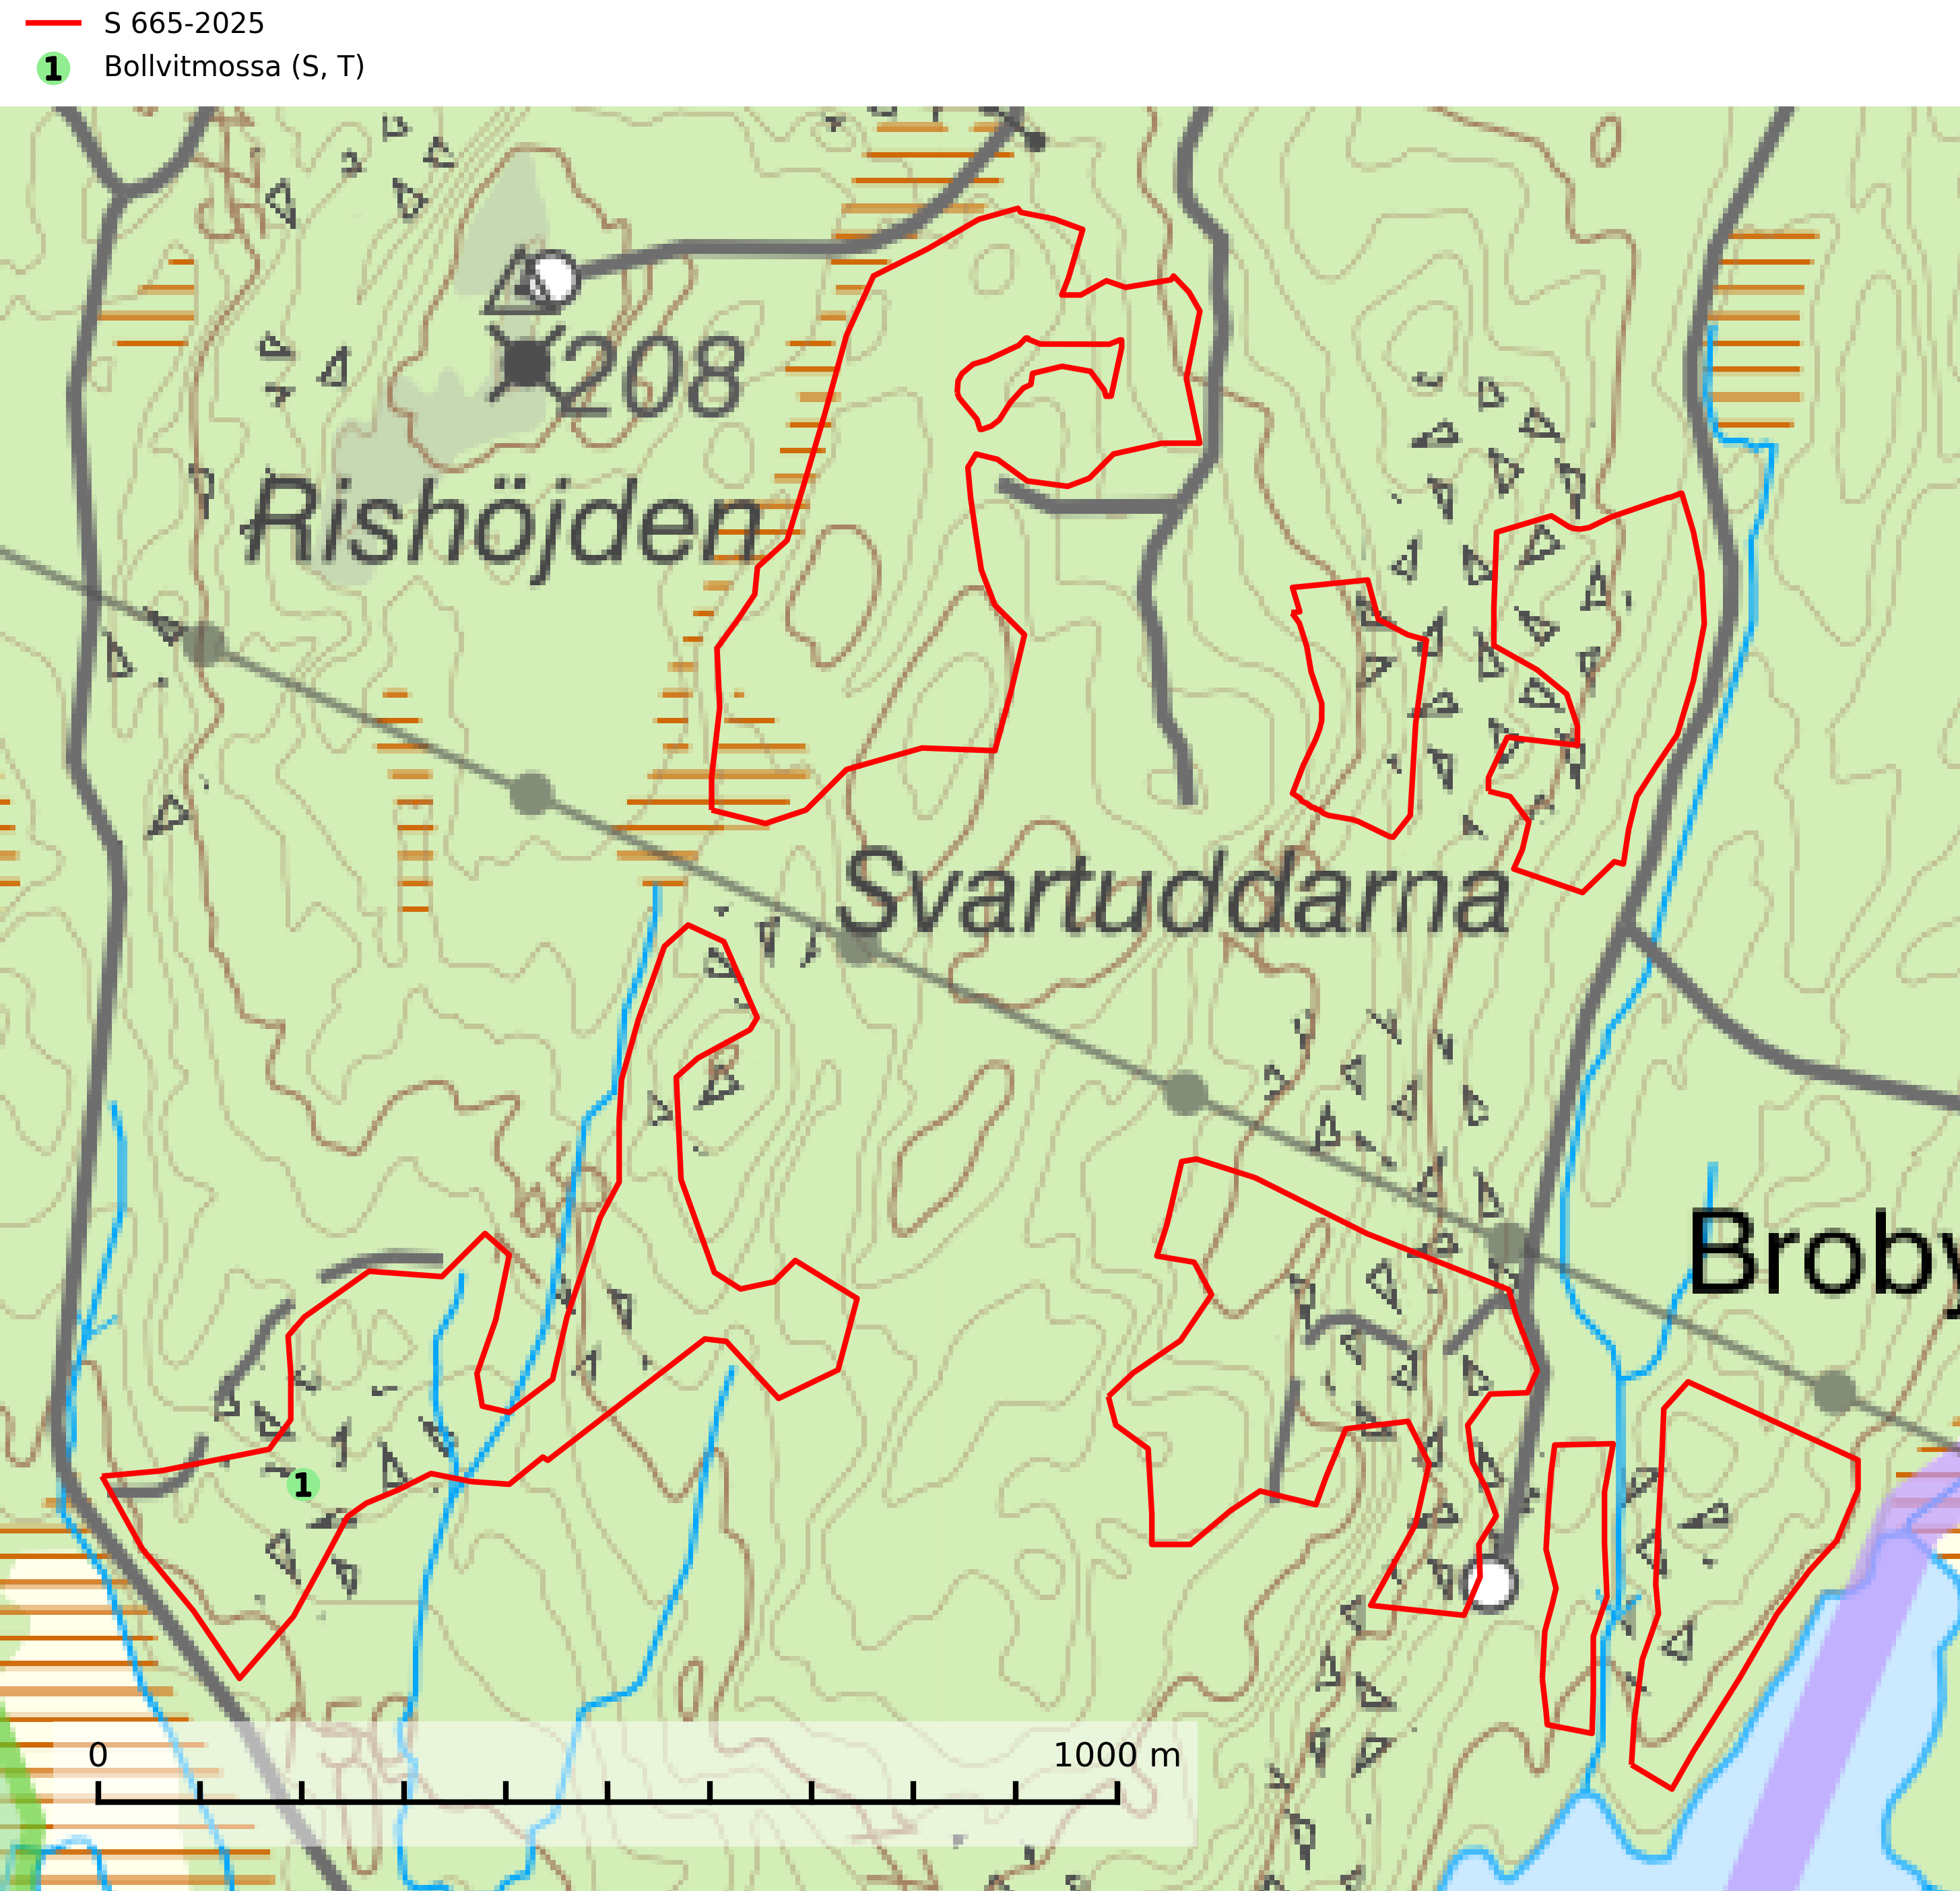 S 665-2025
1 Bollvitmossa (S, T)
208
Rishöjden
Svartuddarna
Broby
1
0 1000 m